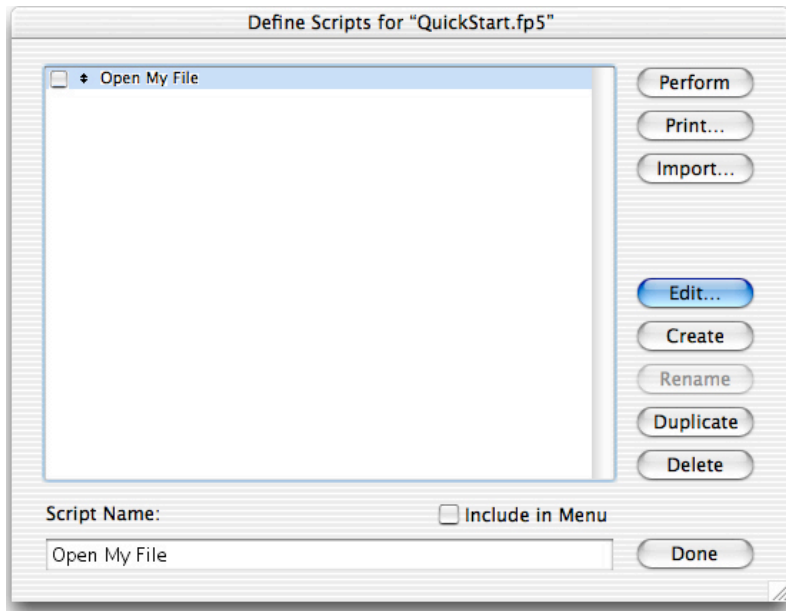 Define Scripts for “QuickStart.fp5”
Open My File
Perform
Print...
Import...
Edit...
Create
Rename
Duplicate
Delete
Script Name:
Include in Menu
Open My File
Done